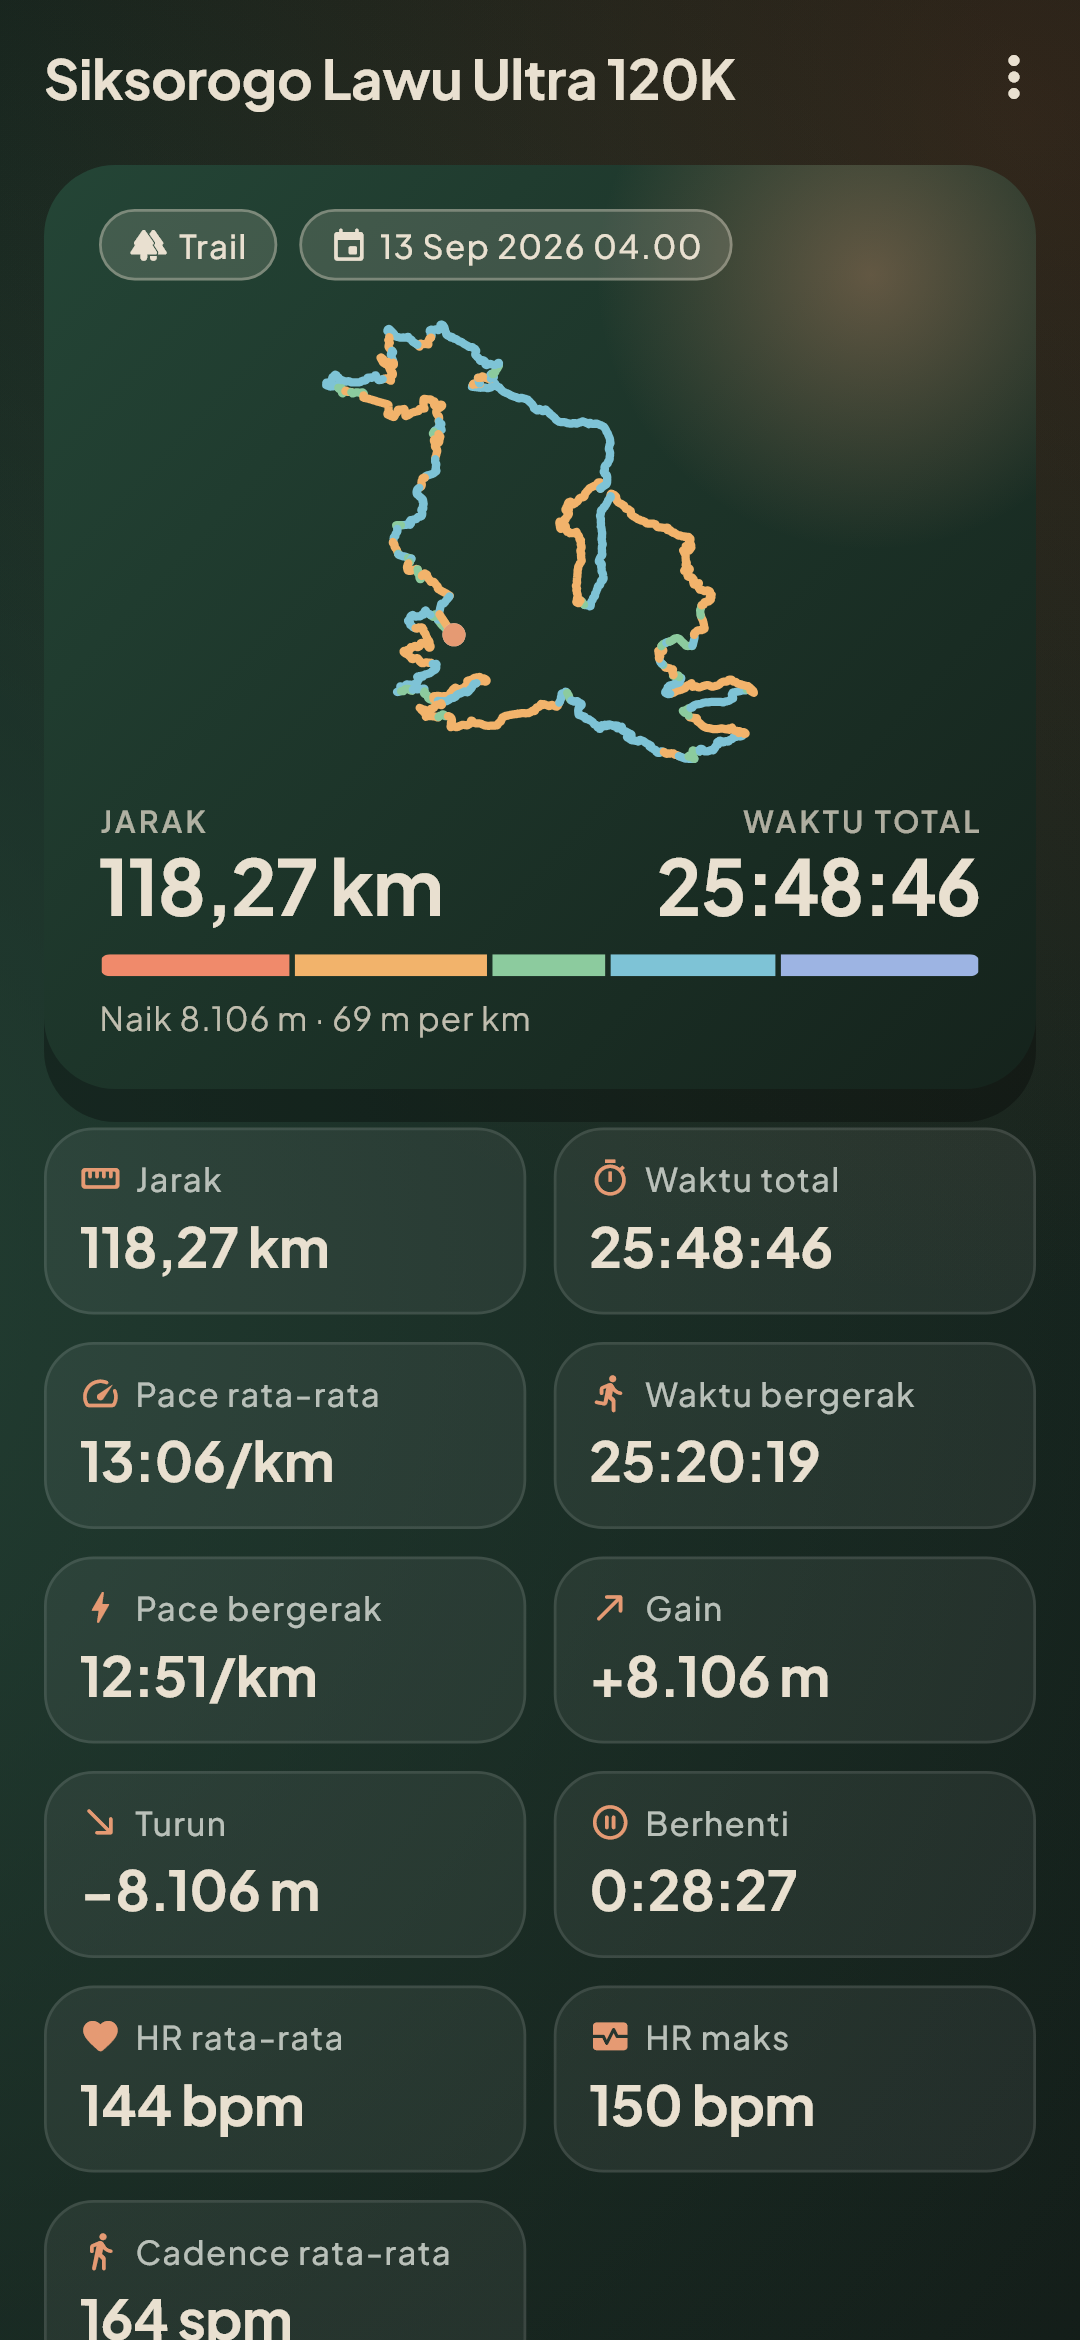 Siksorogo Lawu Ultra 120K
Trail
13 Sep 2026 04.00
JARAK
WAKTU TOTAL
118,27 km
25:48:46
Naik 8.106 m · 69 m per km
Jarak
118,27 km
Waktu total
25:48:46
Pace rata-rata
13:06/km
Waktu bergerak
25:20:19
Pace bergerak
12:51/km
Gain
+8.106 m
Turun
−8.106 m
Berhenti
0:28:27
HR rata-rata
144 bpm
HR maks
150 bpm
Cadence rata-rata
164 spm